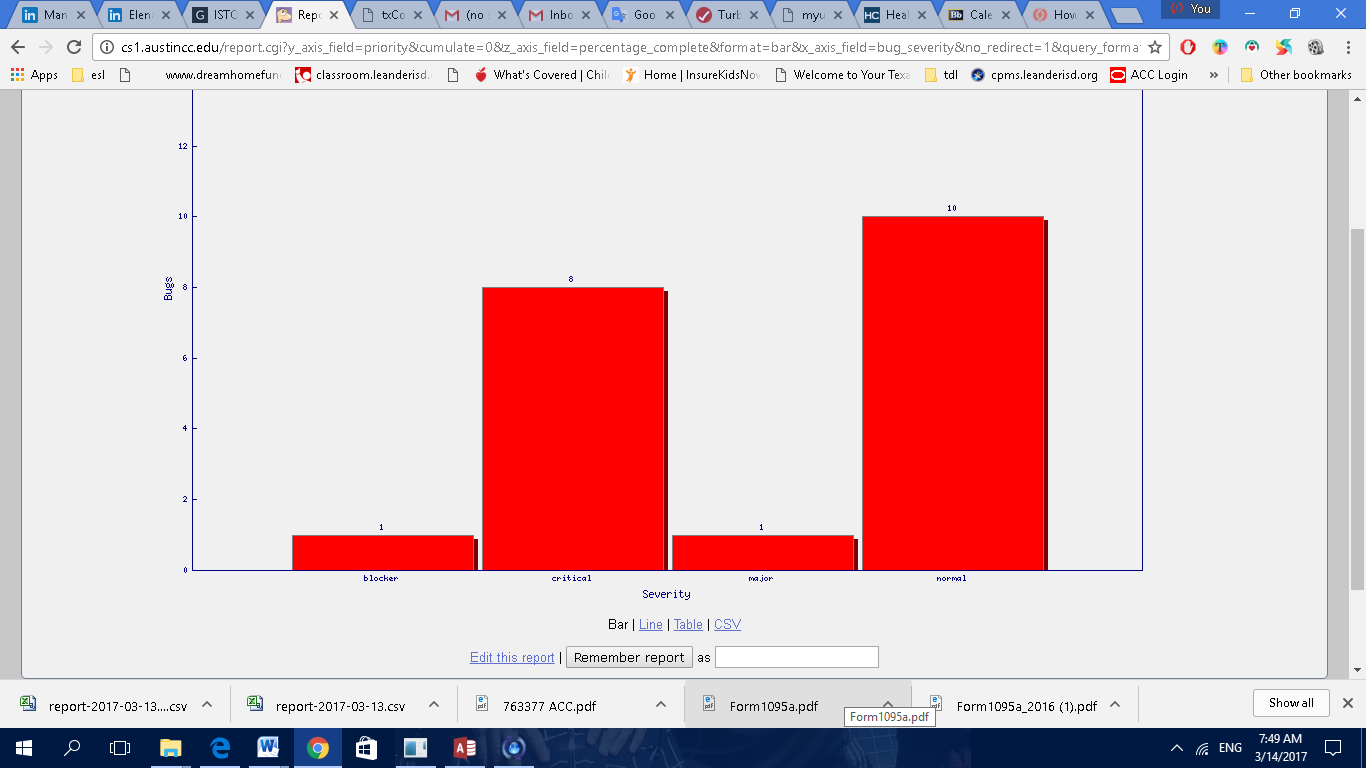 Man
Elen
ISTC
Repo
txCo
(no
Inbo
Goo
Turb
myu
Heal
Cale
Hov
You
cs1.austincc.edu/report.cgi?y_axis_field=priority&cumulate=0&z_axis_field=percentage_complete&format=bar&x_axis_field=bug_severity&no_redirect=1&query_forma
Apps
esl
www.dreamhomefun
classroom.leanderisd.
What's Covered | Chil
Home | InsureKidsNo
Welcome to Your Texa
tdl
cpms.leanderisd.org
ACC Login
»
Other bookmarks
12
10
8
6
4
2
0
Bugs
1
8
1
10
blocker critical major normal
Severity
Bar | Line | Table | CSV
Edit this report | Remember report as
report-2017-03-13....csv
report-2017-03-13.csv
763377 ACC.pdf
Form1095a.pdf
Form1095a_2016 (1).pdf
Show all
Form1095a.pdf
ENG
7:49 AM
3/14/2017